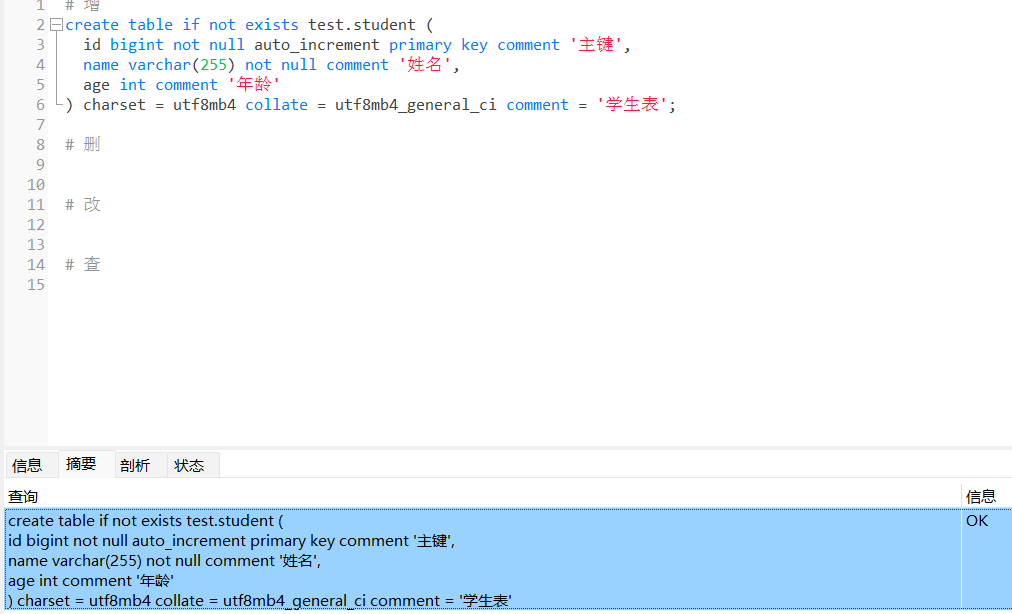 1 # 增
2 create table if not exists test.student (
3 id bigint not null auto_increment primary key comment '主键',
4 name varchar(255) not null comment '姓名',
5 age int comment '年龄'
6 ) charset = utf8mb4 collate = utf8mb4_general_ci comment = '学生表';
7
8 # 删
9
10
11 # 改
12
13
14 # 查
15
信息 摘要 剖析 状态
查询 信息
create table if not exists test.student ( OK
id bigint not null auto_increment primary key comment '主键',
name varchar(255) not null comment '姓名',
age int comment '年龄'
) charset = utf8mb4 collate = utf8mb4_general_ci comment = '学生表'